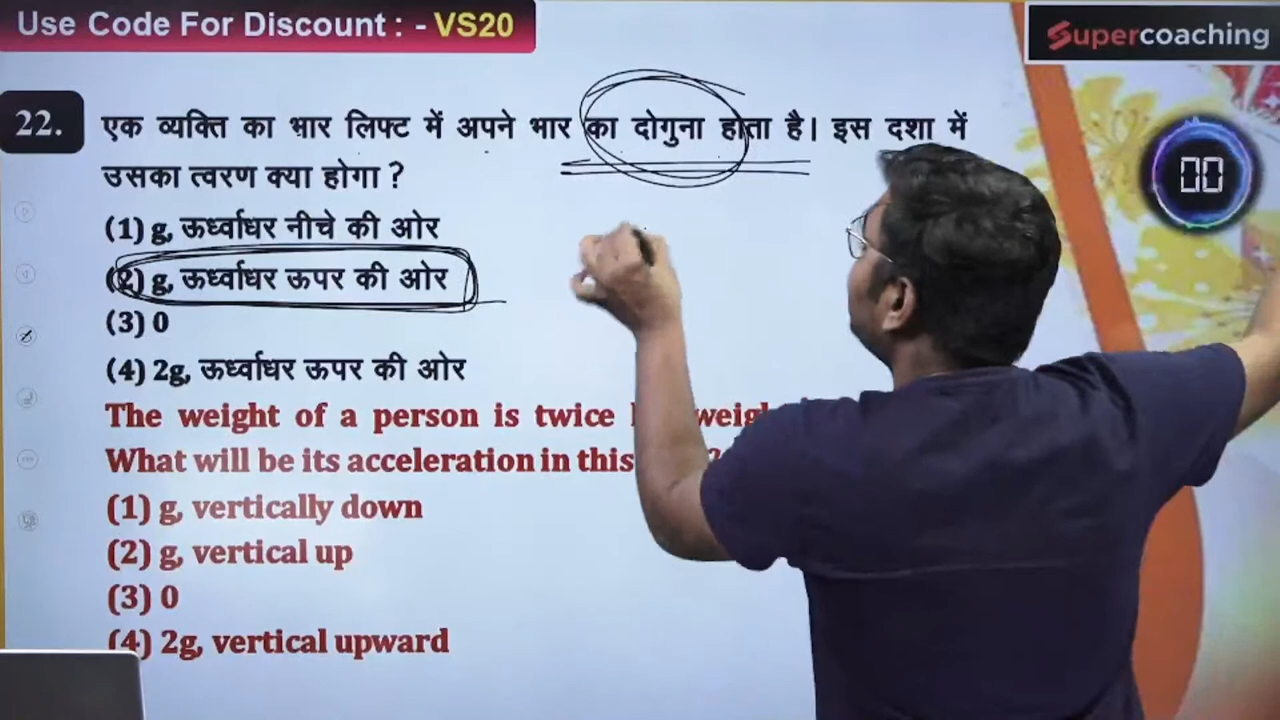 Use Code For Discount : - VS20
Supercoaching
22. एक व्यक्ति का भार लिफ्ट में अपने भार का दोगुना होता है। इस दशा में
उसका त्वरण क्या होगा ?
00
(1) g, ऊर्ध्वाधर नीचे की ओर
(2) g, ऊर्ध्वाधर ऊपर की ओर
(3) 0
(4) 2g, ऊर्ध्वाधर ऊपर की ओर
The weight of a person is twice
What will be its acceleration in this
(1) g, vertically down
(2) g, vertical up
(3) 0
(4) 2g, vertical upward